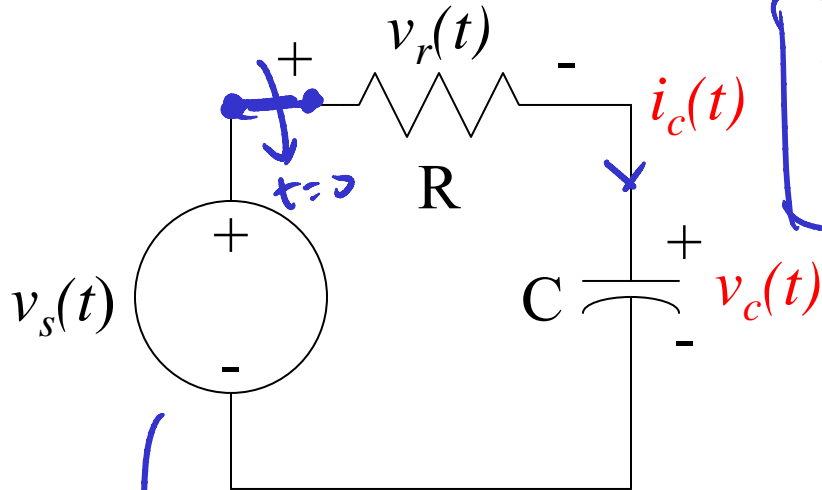 v_r(t)
+ -
i_c(t)
R
t=0
+
+
v_s(t)
C
v_c(t)
-
-